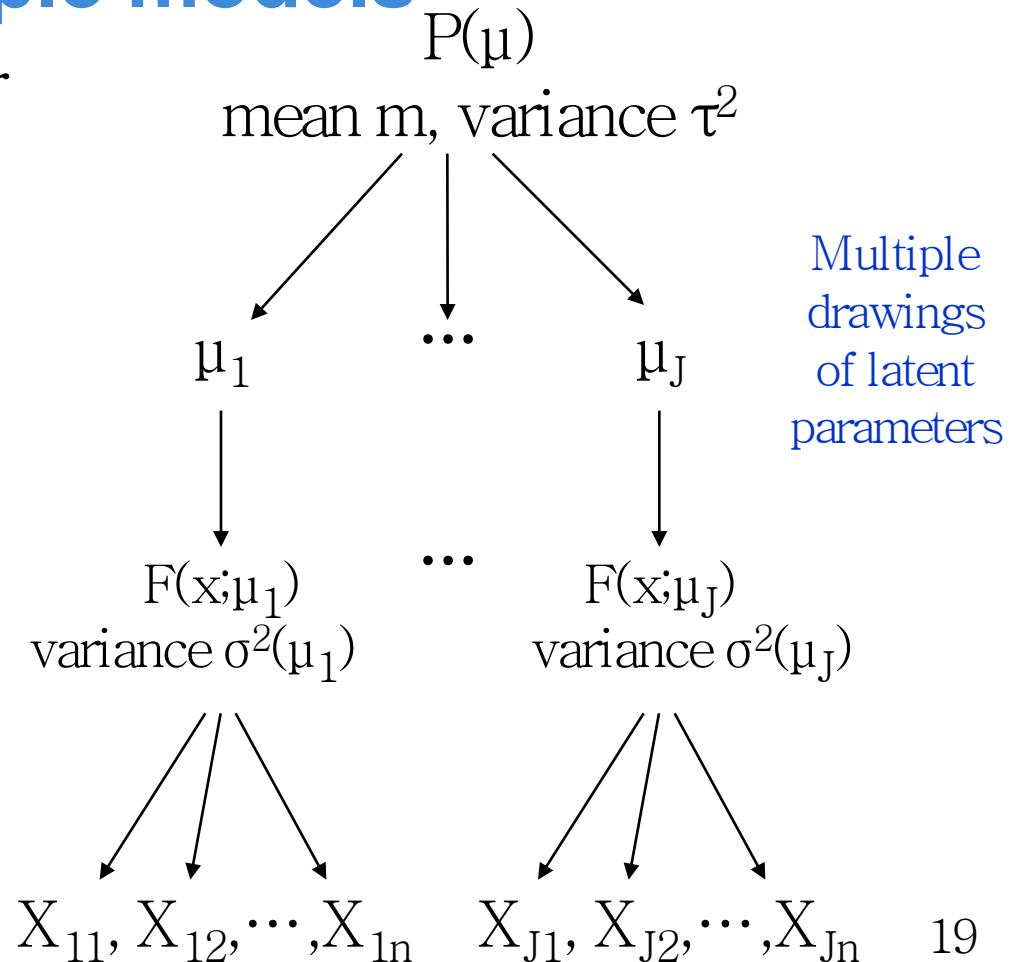 models
P(µ)
mean m, variance τ²
Multiple
drawings
of latent
parameters
µ₁ ... µ_J
F(x;µ₁) ... F(x;µ_J)
variance σ²(µ₁) variance σ²(µ_J)
X₁₁, X₁₂,⋯,X₁ₙ X_J1, X_J2,⋯,X_Jn
19